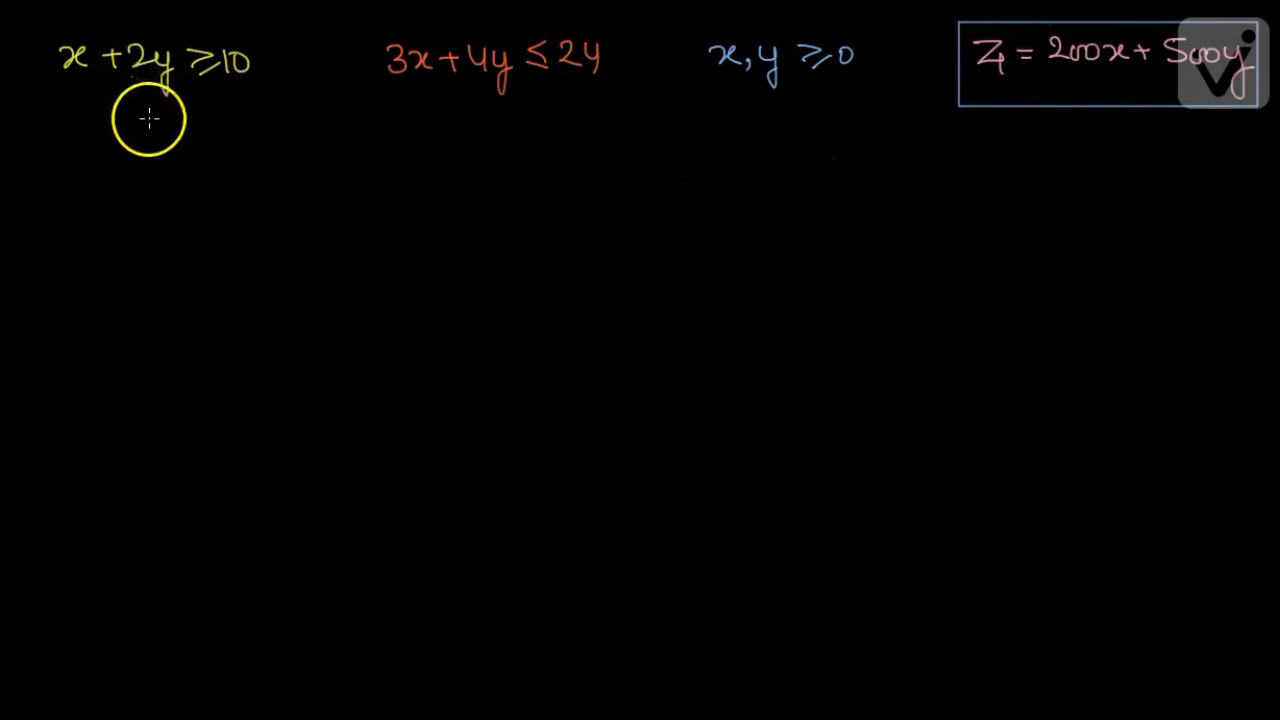 x + 2y ≥ 10 3x + 4y ≤ 24 x, y ≥ 0 Z = 200x + 500y